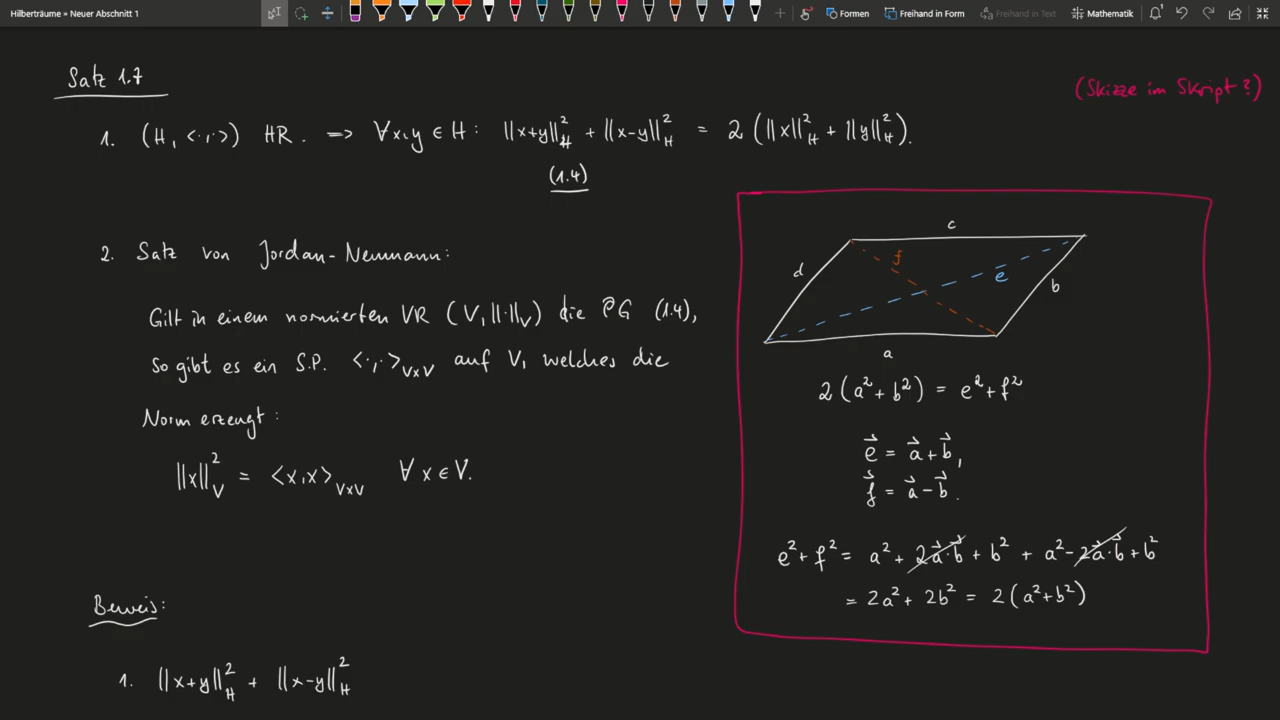 Hilberträume » Neuer Abschnitt 1
Formen
Freihand in Form
Freihand in Text
Mathematik
Satz 1.7
(Skizze im Skript?)
1. (H, <·,·>) HR. => ∀x,y ∈ H: ||x+y||²_H + ||x-y||²_H = 2 (||x||²_H + ||y||²_H).
(1.4)
2. Satz von Jordan-Neumann:
Gilt in einem normierten VR (V, ||·||_V) die PG (1.4),
So gibt es ein S.P. <·,·>_VxV auf V, welches die
Norm erzeugt:
||x||²_V = <x,x>_VxV ∀ x ∈ V.
c
d
f
e
b
a
2(a² + b²) = e² + f²
e⃗ = a⃗ + b⃗,
f⃗ = a⃗ - b⃗.
e² + f² = a² + 2a⃗·b⃗ + b² + a² - 2a⃗·b⃗ + b²
= 2a² + 2b² = 2(a² + b²)
Beweis:
1. ||x+y||²_H + ||x-y||²_H